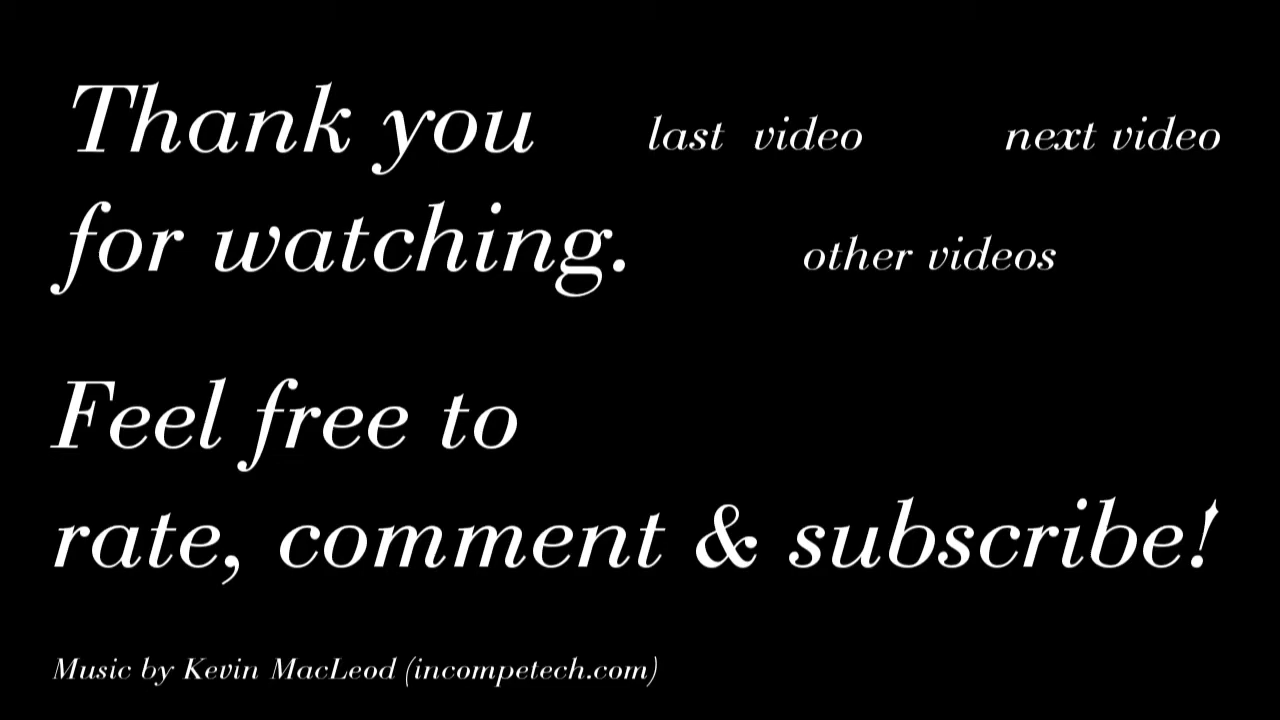 Thank you
for watching.
last video
next video
other videos
Feel free to
rate, comment & subscribe!
Music by Kevin MacLeod (incompetech.com)